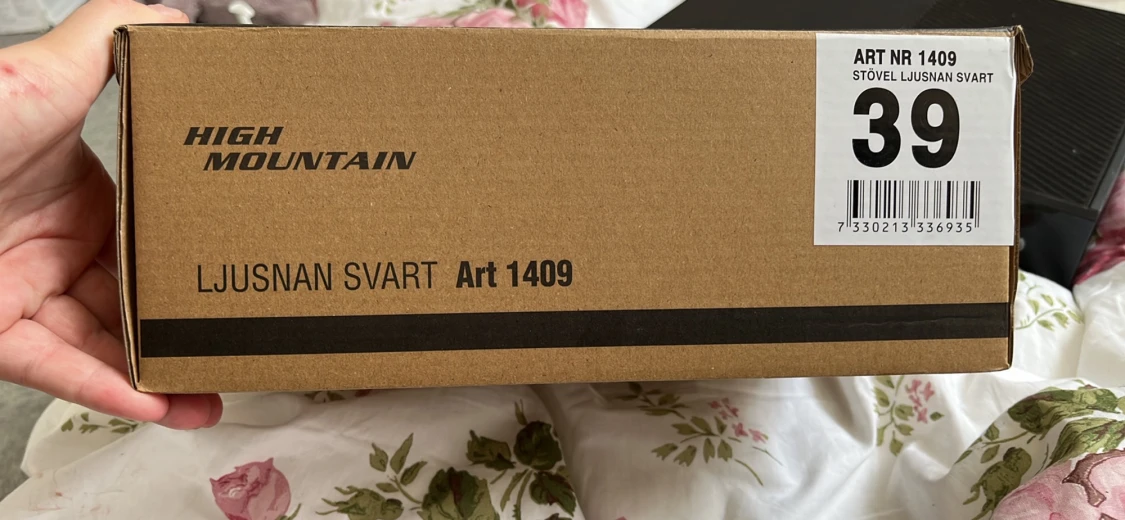 HIGH
MOUNTAIN
LJUSNAN SVART Art 1409
ART NR 1409
STÖVEL LJUSNAN SVART
39
7 330213 336935